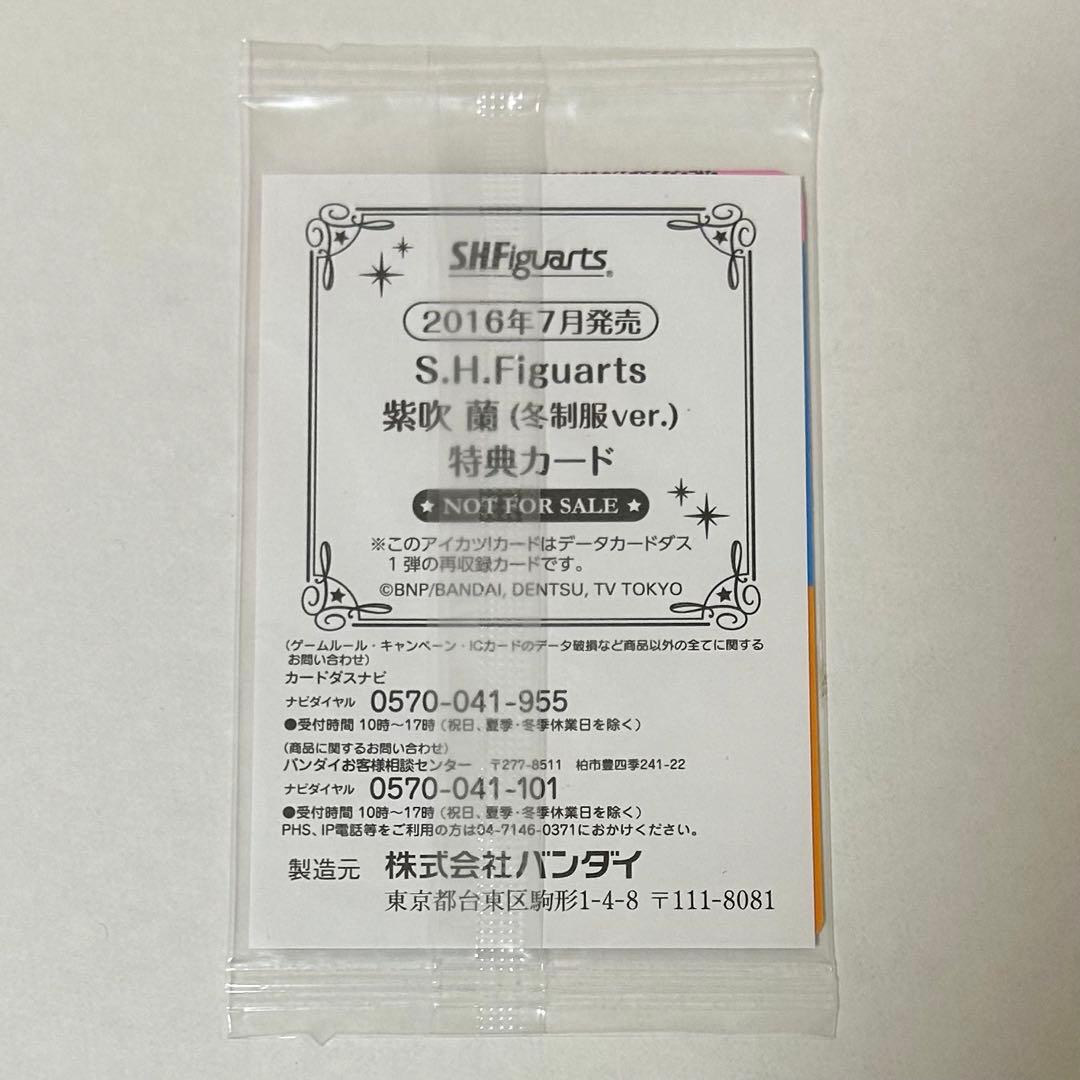 S.H.Figuarts®
2016年7月発売
S.H.Figuarts
紫吹 蘭 (冬制服ver.)
特典カード
★ NOT FOR SALE ★
※このアイカツ!カードはデータカードダス
1弾の再収録カードです。
©BNP/BANDAI, DENTSU, TV TOKYO
(ゲームルール・キャンペーン・ICカードのデータ破損など商品以外の全てに関する
お問い合わせ)
カードダスナビ
ナビダイヤル 0570-041-955
●受付時間 10時〜17時 (祝日、夏季・冬季休業日を除く)
(商品に関するお問い合わせ)
バンダイお客様相談センター 〒277-8511 柏市豊四季241-22
ナビダイヤル 0570-041-101
●受付時間 10時〜17時 (祝日、夏季・冬季休業日を除く)
PHS、IP電話等をご利用の方は04-7146-0371におかけください。
製造元 株式会社バンダイ
東京都台東区駒形1-4-8 〒111-8081